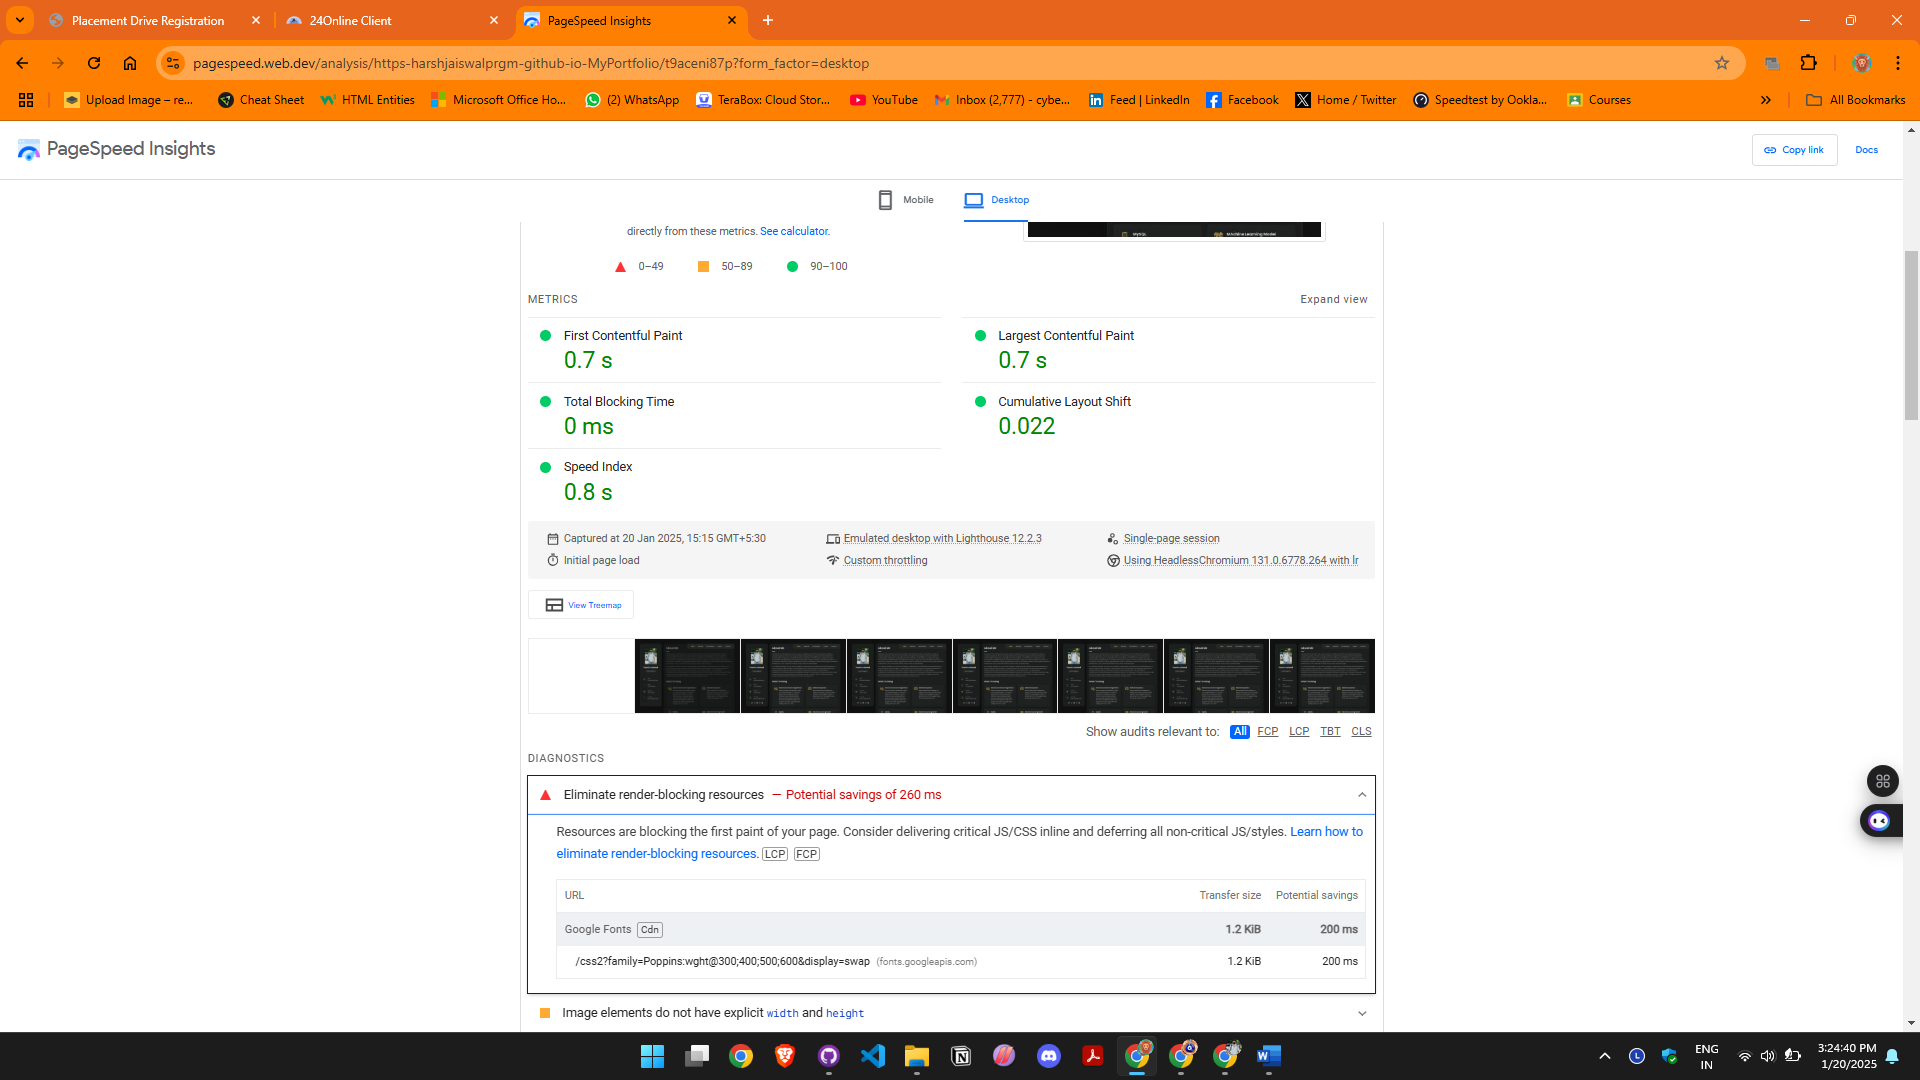 Placement Drive Registration
24Online Client
PageSpeed Insights
pagespeed.web.dev/analysis/https-harshjaiswalprgm-github-io-MyPortfolio/t9aceni87p?form_factor=desktop
Upload Image – re...
Cheat Sheet
HTML Entities
Microsoft Office Ho...
(2) WhatsApp
TeraBox: Cloud Stor...
YouTube
Inbox (2,777) - cybe...
Feed | LinkedIn
Facebook
Home / Twitter
Speedtest by Ookla...
Courses
All Bookmarks
PageSpeed Insights
Copy link
Docs
Mobile
Desktop
directly from these metrics. See calculator.
0–49
50–89
90–100
METRICS
Expand view
First Contentful Paint
0.7 s
Largest Contentful Paint
0.7 s
Total Blocking Time
0 ms
Cumulative Layout Shift
0.022
Speed Index
0.8 s
Captured at 20 Jan 2025, 15:15 GMT+5:30
Emulated desktop with Lighthouse 12.2.3
Single-page session
Initial page load
Custom throttling
Using HeadlessChromium 131.0.6778.264 with lr
View Treemap
Show audits relevant to: All FCP LCP TBT CLS
DIAGNOSTICS
Eliminate render-blocking resources — Potential savings of 260 ms
Resources are blocking the first paint of your page. Consider delivering critical JS/CSS inline and deferring all non-critical JS/styles. Learn how to
eliminate render-blocking resources. LCP FCP
URL Transfer size Potential savings
Google Fonts Cdn 1.2 KiB 200 ms
/css2?family=Poppins:wght@300;400;500;600&display=swap (fonts.googleapis.com) 1.2 KiB 200 ms
Image elements do not have explicit width and height
ENG
IN
3:24:40 PM
1/20/2025